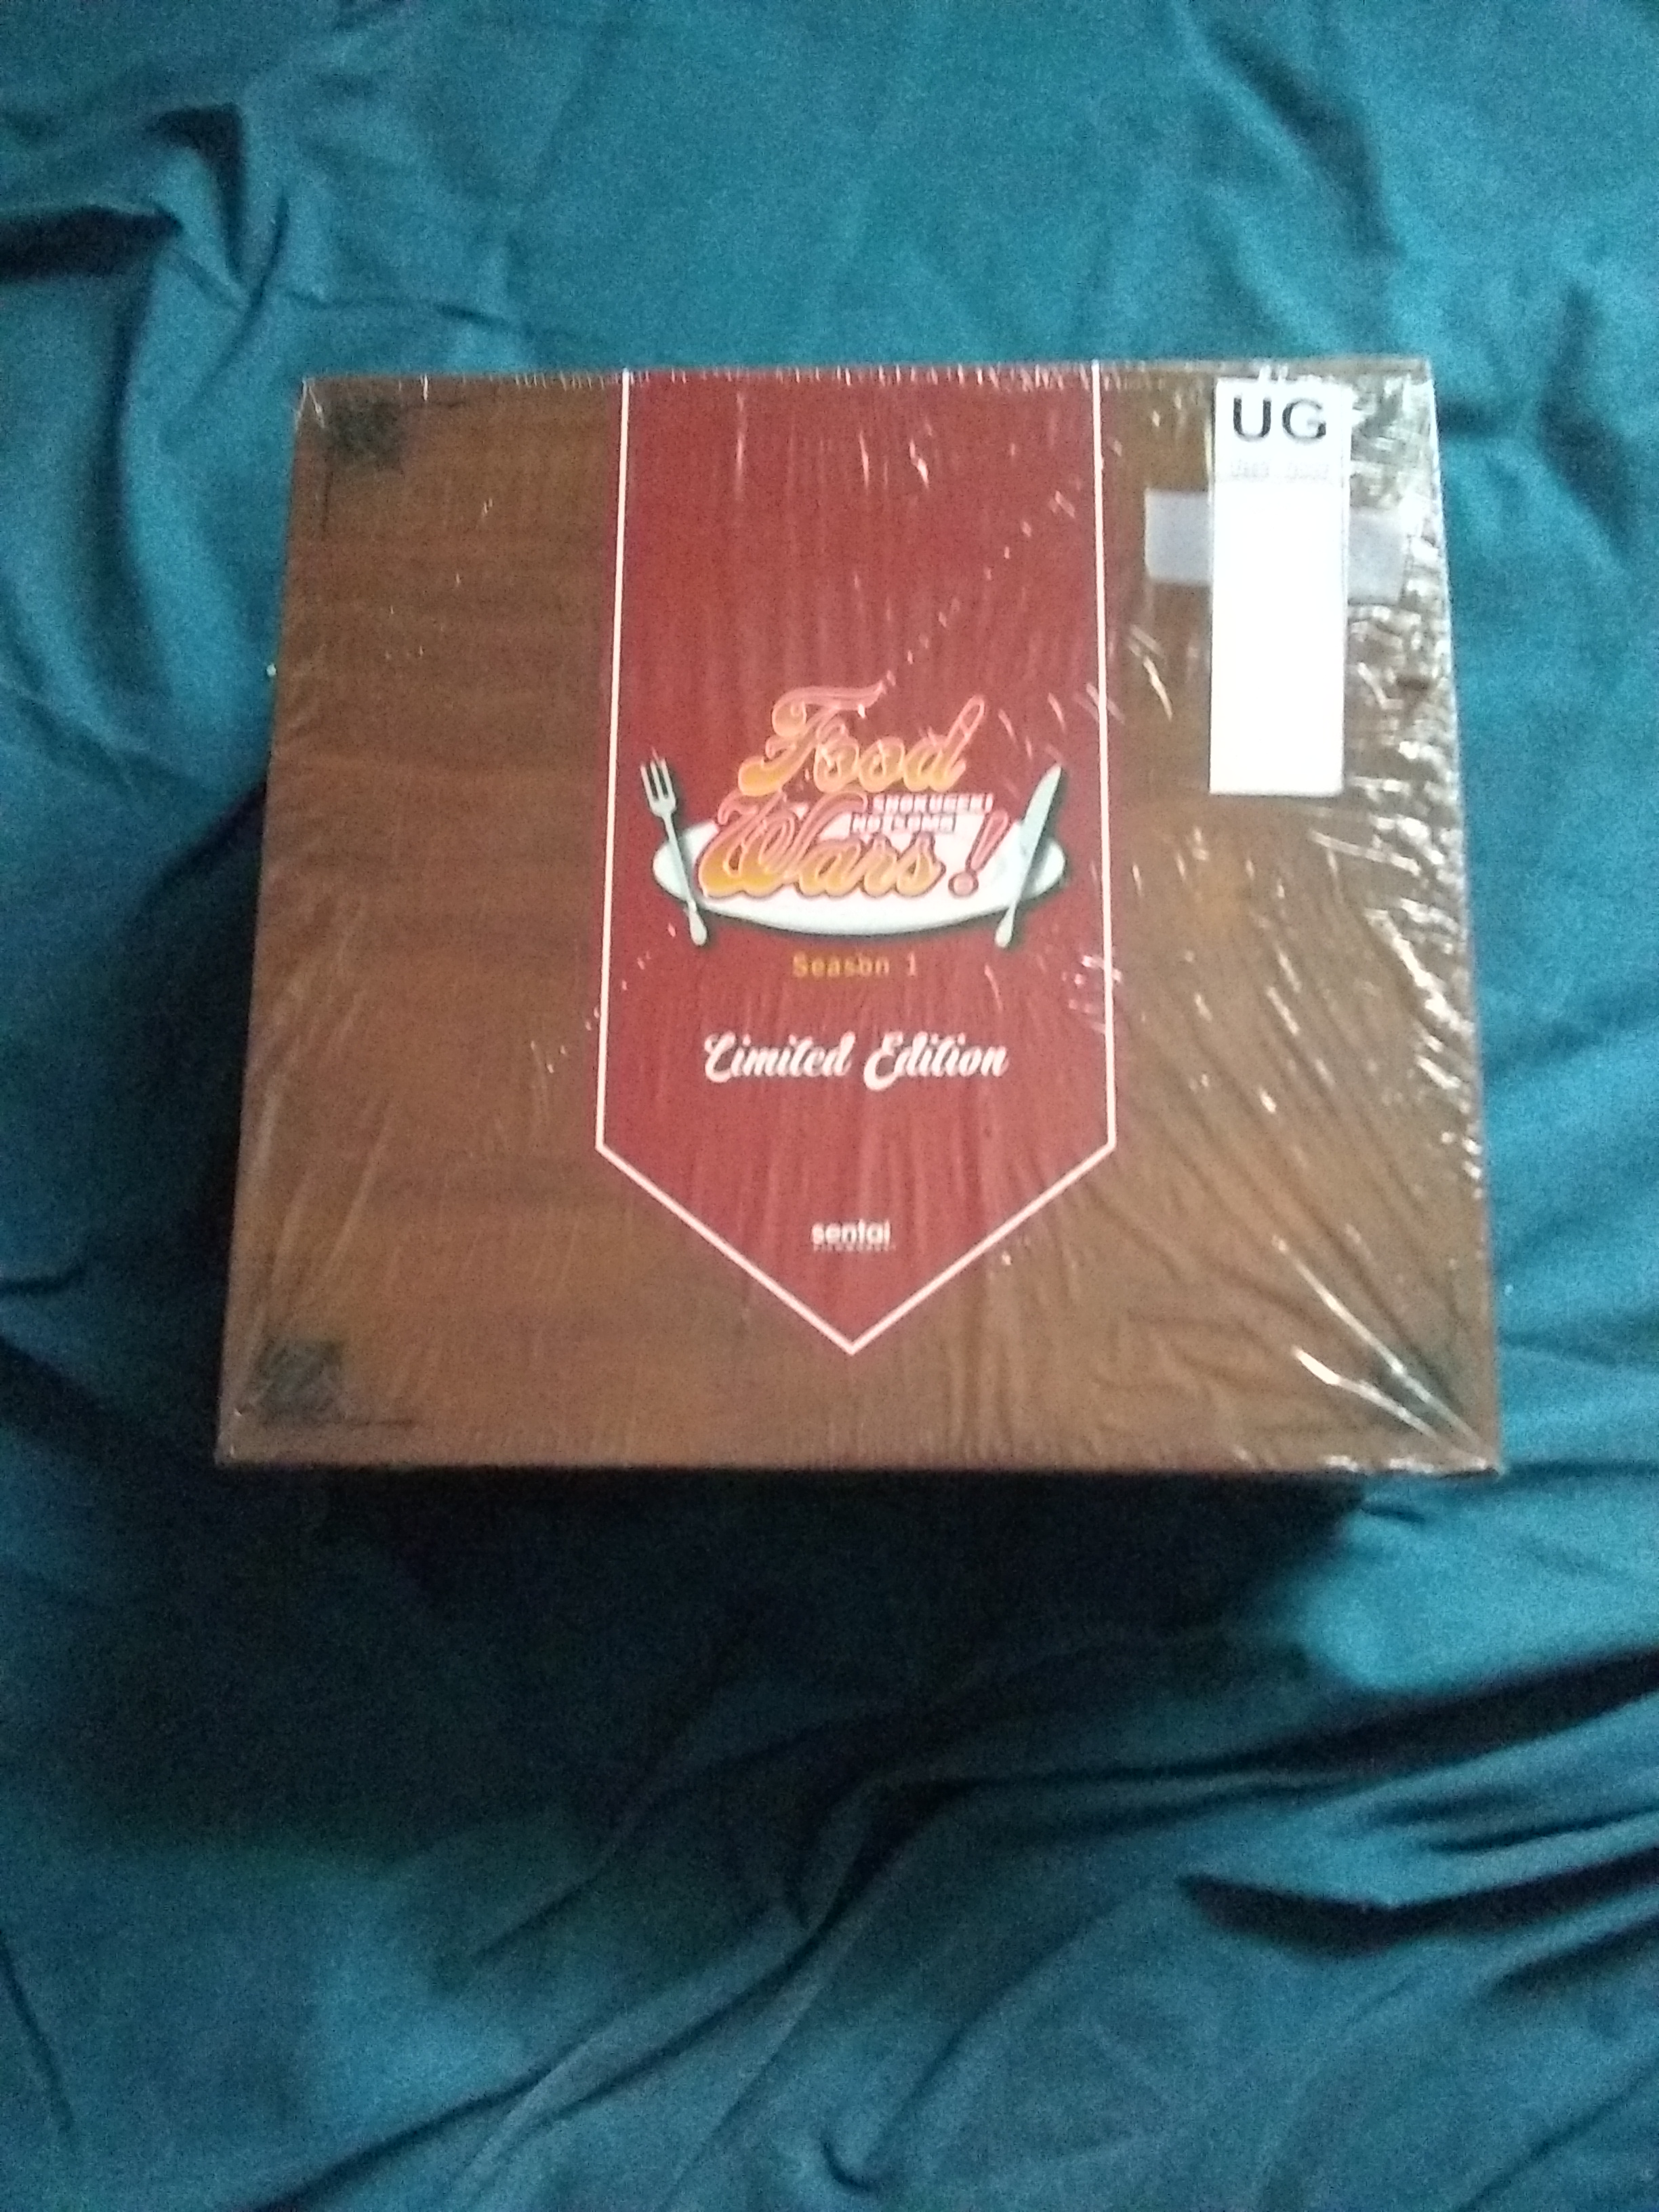 UG
Food
SHOKUGEKI
NO SOMA
Wars!
Season 1
Limited Edition
sentai